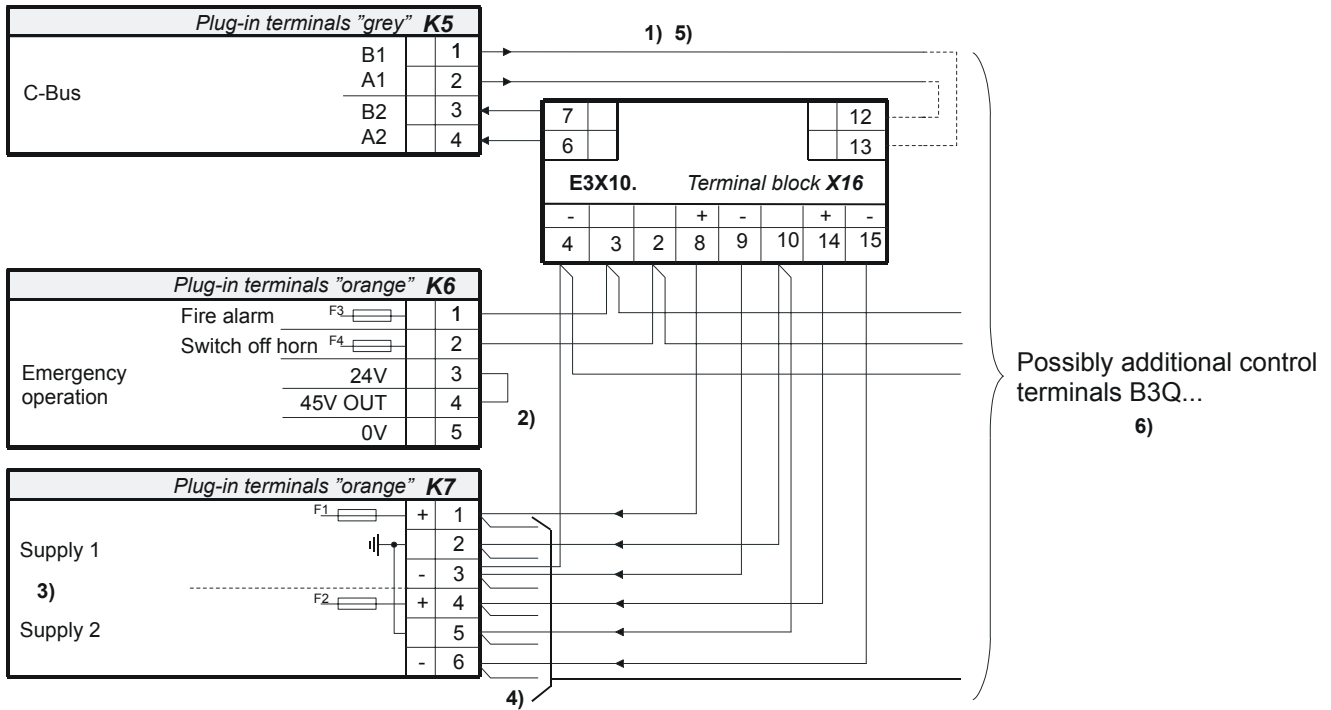 Plug-in terminals "grey" K5
C-Bus
B1 1
A1 2
B2 3
A2 4
1) 5)
7 12
6 13
E3X10. Terminal block X16
- + - + -
4 3 2 8 9 10 14 15
Plug-in terminals "orange" K6
Fire alarm F3 1
Switch off horn F4 2
Emergency
operation
24V 3
45V OUT 4
0V 5
2)
Plug-in terminals "orange" K7
F1 + 1
Supply 1 2
- 3
3)
F2 + 4
Supply 2 5
- 6
4)
Possibly additional control
terminals B3Q...
6)